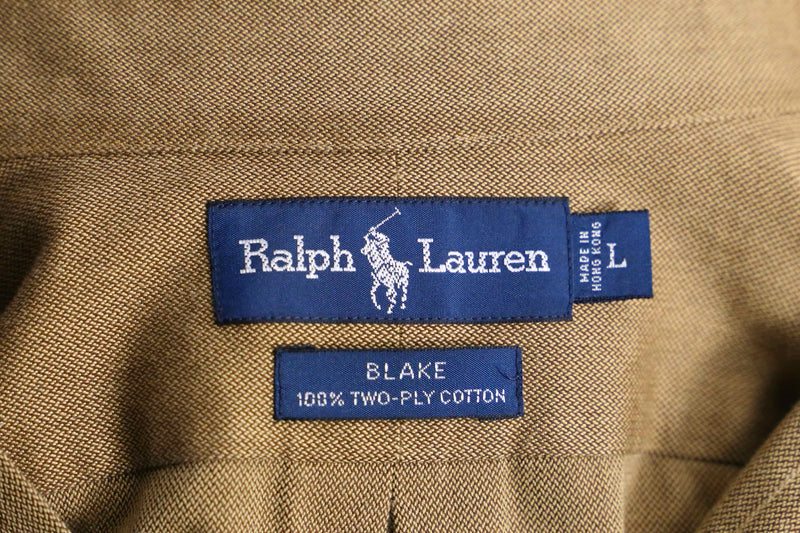 Ralph Lauren
MADE IN
HONG KONG
L
BLAKE
100% TWO-PLY COTTON